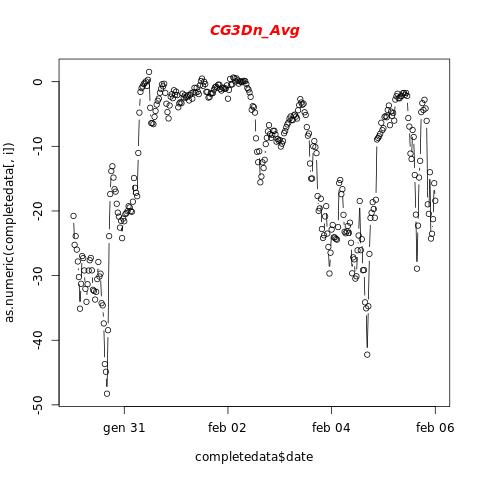 CG3Dn_Avg
as.numeric(completedata[, i])
0
-10
-20
-30
-40
-50
gen 31
feb 02
feb 04
feb 06
completedata$date